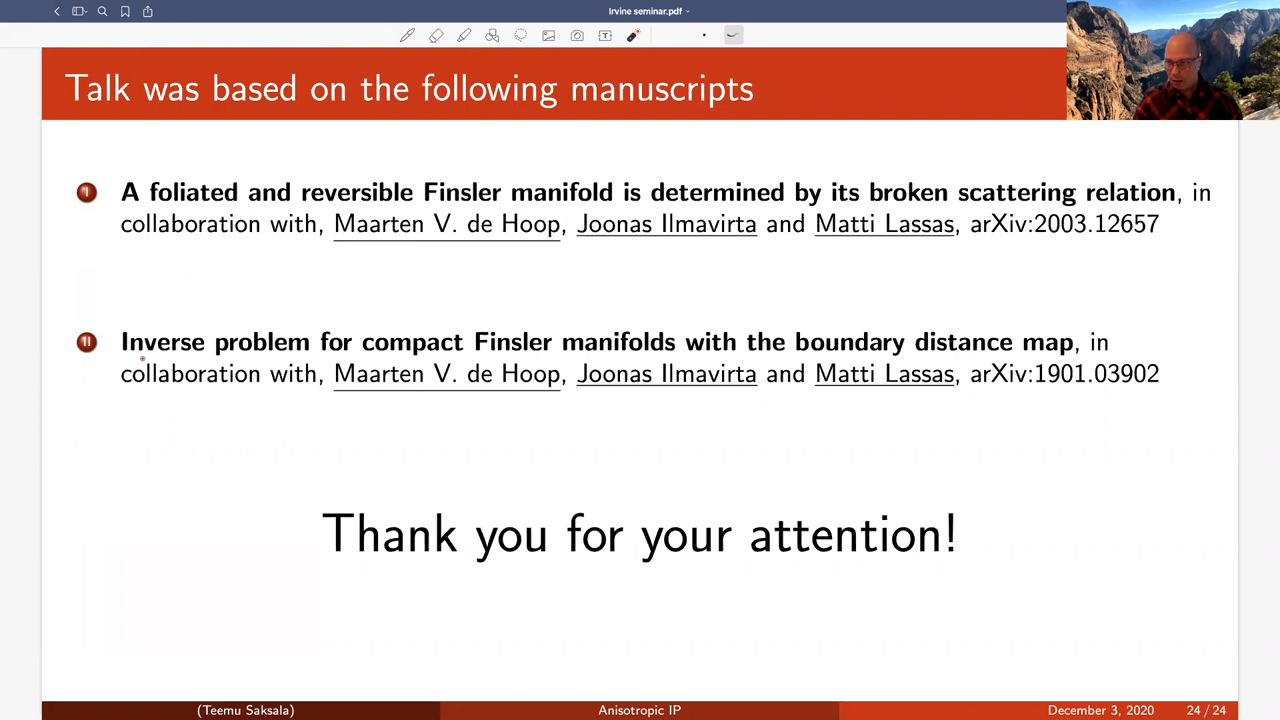 Irvine seminar.pdf
Talk was based on the following manuscripts
I A foliated and reversible Finsler manifold is determined by its broken scattering relation, in
collaboration with, Maarten V. de Hoop, Joonas Ilmavirta and Matti Lassas, arXiv:2003.12657
II Inverse problem for compact Finsler manifolds with the boundary distance map, in
collaboration with, Maarten V. de Hoop, Joonas Ilmavirta and Matti Lassas, arXiv:1901.03902
Thank you for your attention!
(Teemu Saksala) Anisotropic IP December 3, 2020 24 / 24